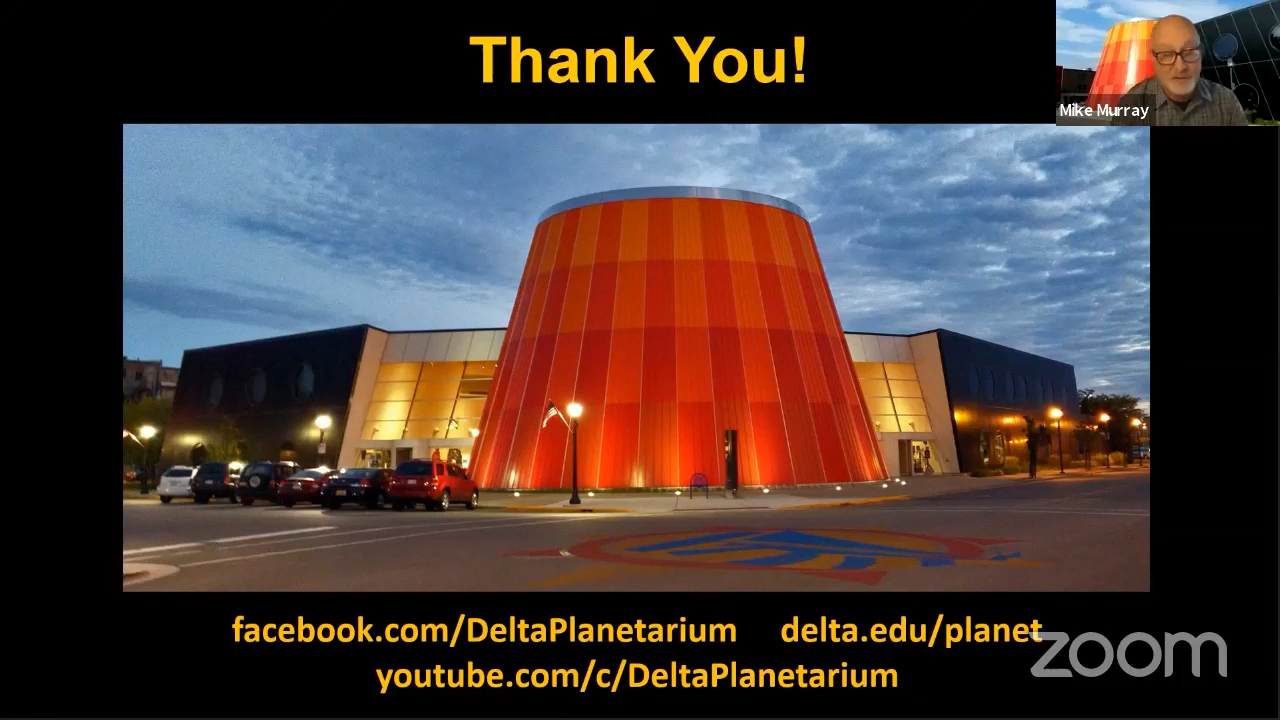 Thank You!
Mike Murray
facebook.com/DeltaPlanetarium delta.edu/planet
youtube.com/c/DeltaPlanetarium
zoom